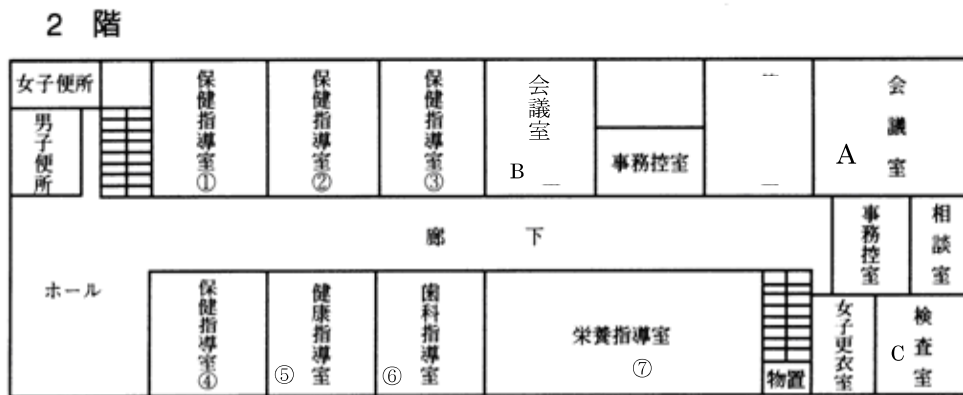 2 階
女子便所
男子便所
保健指導室①
保健指導室②
保健指導室③
会議室
B
事務控室
会議室
A
廊下
事務控室
相談室
ホール
保健指導室④
健康指導室
⑤
歯科指導室
⑥
栄養指導室
⑦
物置
女子更衣室
検査室
C